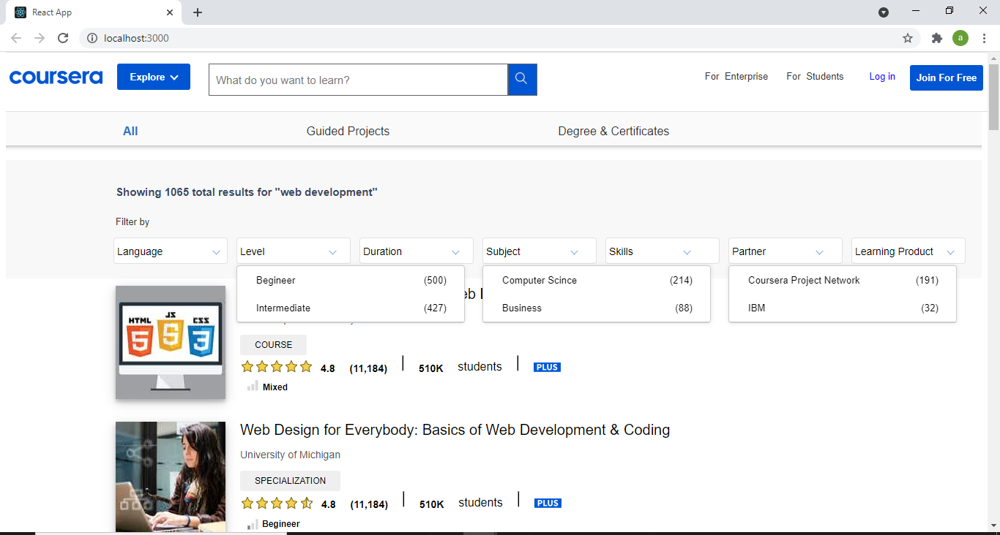 React App
localhost:3000
a
coursera
Explore
What do you want to learn?
For Enterprise
For Students
Log in
Join For Free
All
Guided Projects
Degree & Certificates
Showing 1065 total results for "web development"
Filter by
Language
Level
Duration
Subject
Skills
Partner
Learning Product
Begineer (500)
Intermediate (427)
Computer Scince (214)
Business (88)
Coursera Project Network (191)
IBM (32)
HTML JS CSS
5 5 3
COURSE
4.8 (11,184) | 510K students | PLUS
Mixed
Web Design for Everybody: Basics of Web Development & Coding
University of Michigan
SPECIALIZATION
4.8 (11,184) | 510K students | PLUS
Begineer